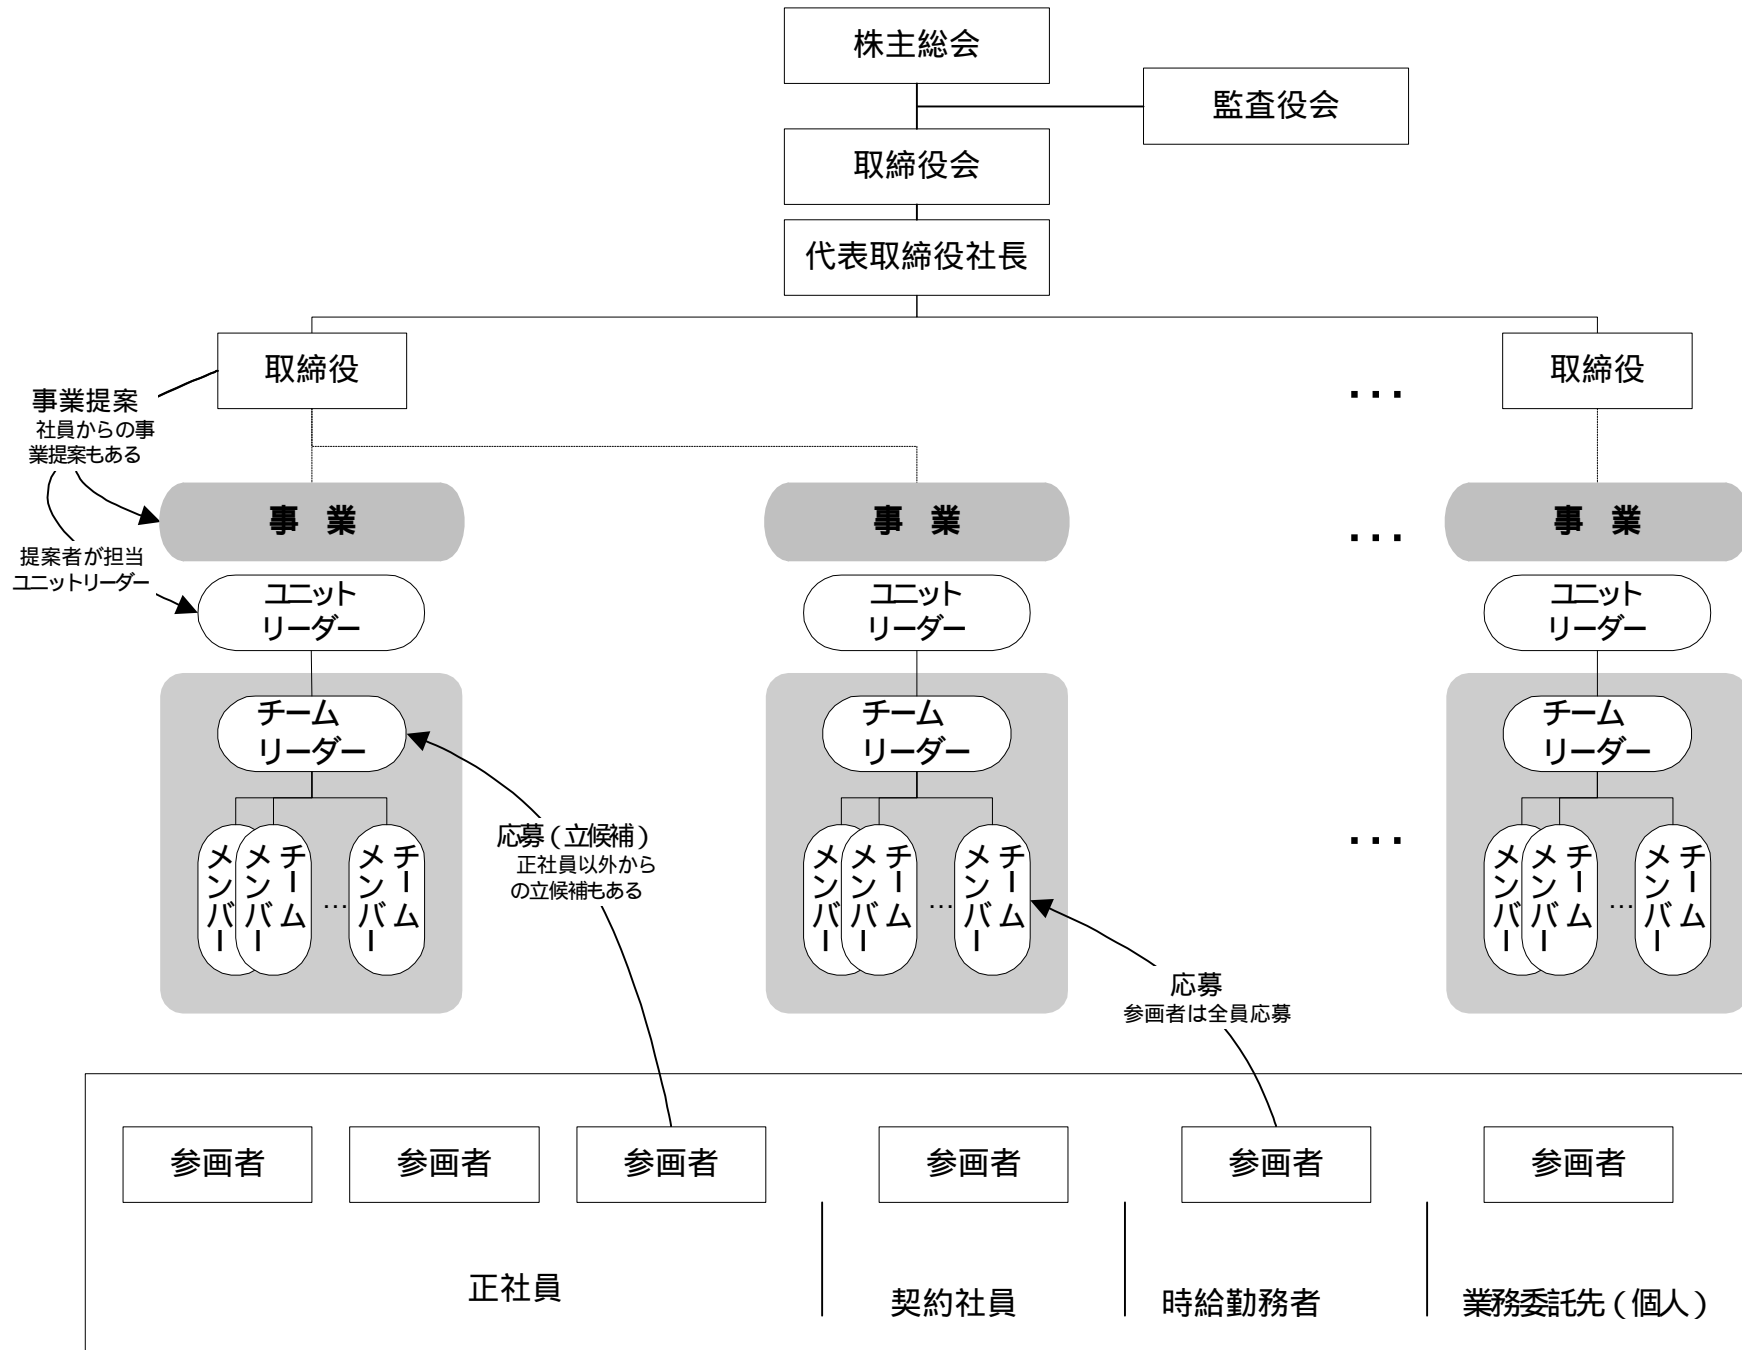 株主総会
監査役会
取締役会
代表取締役社長
取締役
取締役
...
事業提案
社員からの事
業提案もある
事　業
事　業
...
事　業
提案者が担当
ユニットリーダー
ユニット
リーダー
ユニット
リーダー
ユニット
リーダー
チーム
リーダー
チーム
リーダー
チーム
リーダー
メンバー
チーム
メンバー
...
チーム
メンバー
メンバー
チーム
メンバー
...
チーム
メンバー
...
メンバー
チーム
メンバー
...
チーム
メンバー
応募(立候補)
正社員以外から
の立候補もある
応募
参画者は全員応募
参画者
参画者
参画者
参画者
参画者
参画者
正社員
契約社員
時給勤務者
業務委託先(個人)